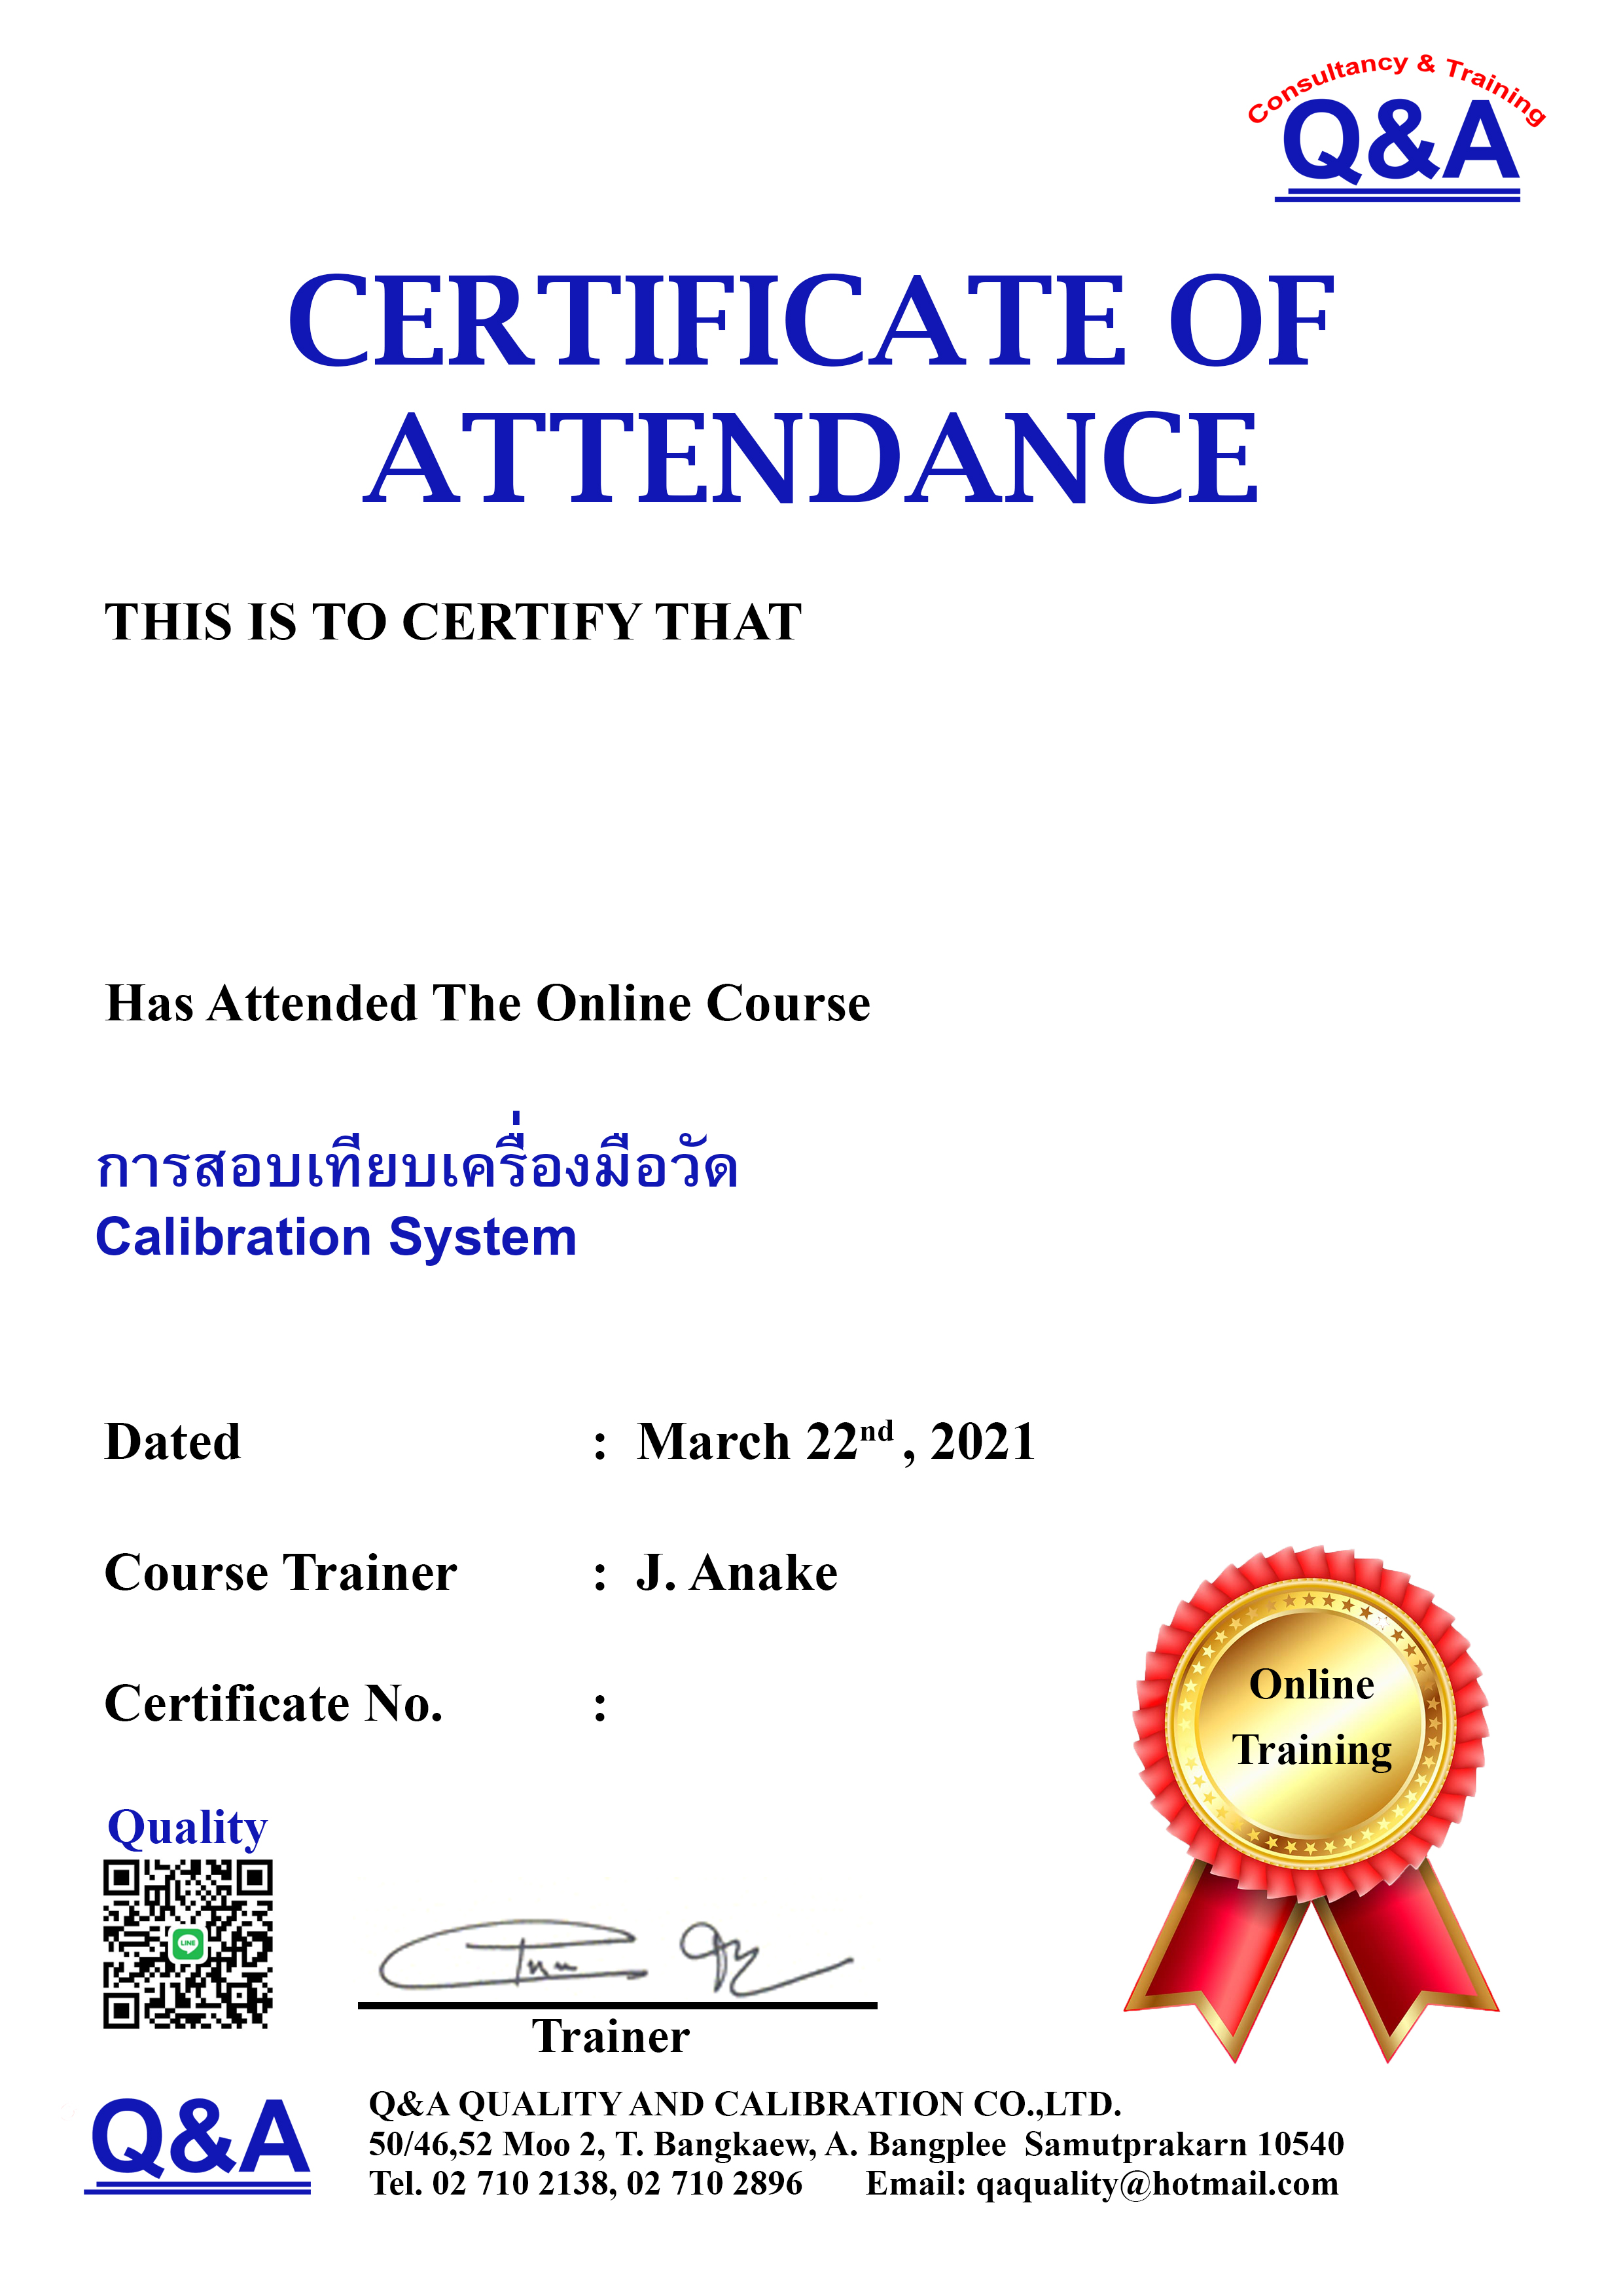 Consultancy & Training
Q&A
CERTIFICATE OF
ATTENDANCE
THIS IS TO CERTIFY THAT
Has Attended The Online Course
การสอบเทียบเครื่องมือวัด
Calibration System
Dated : March 22nd , 2021
Course Trainer : J. Anake
Certificate No. :
Online
Training
Quality
LINE
Trainer
Q&A
Q&A QUALITY AND CALIBRATION CO.,LTD.
50/46,52 Moo 2, T. Bangkaew, A. Bangplee Samutprakarn 10540
Tel. 02 710 2138, 02 710 2896 Email: qaquality@hotmail.com